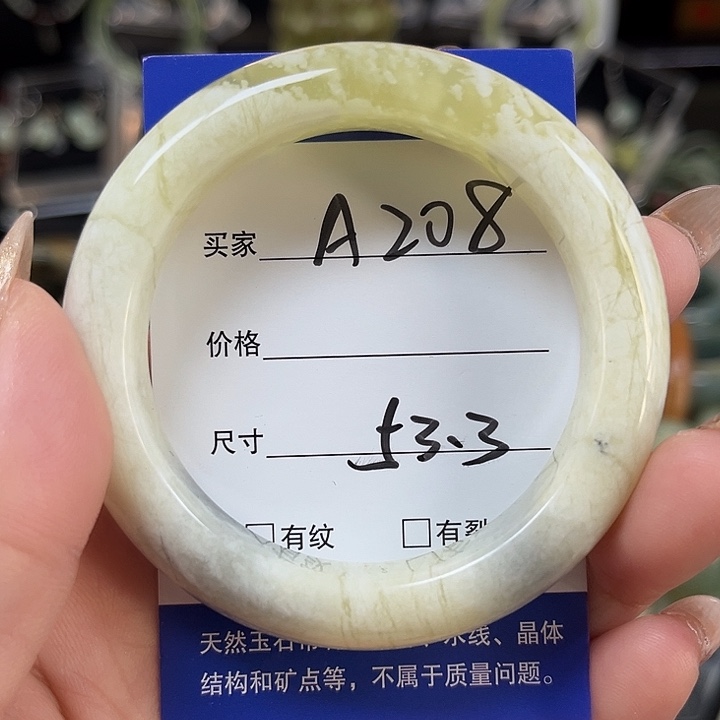 买家 A208
价格
尺寸 53.3
□有纹 □有裂
天然玉石带 水线、晶体
结构和矿点等，不属于质量问题。